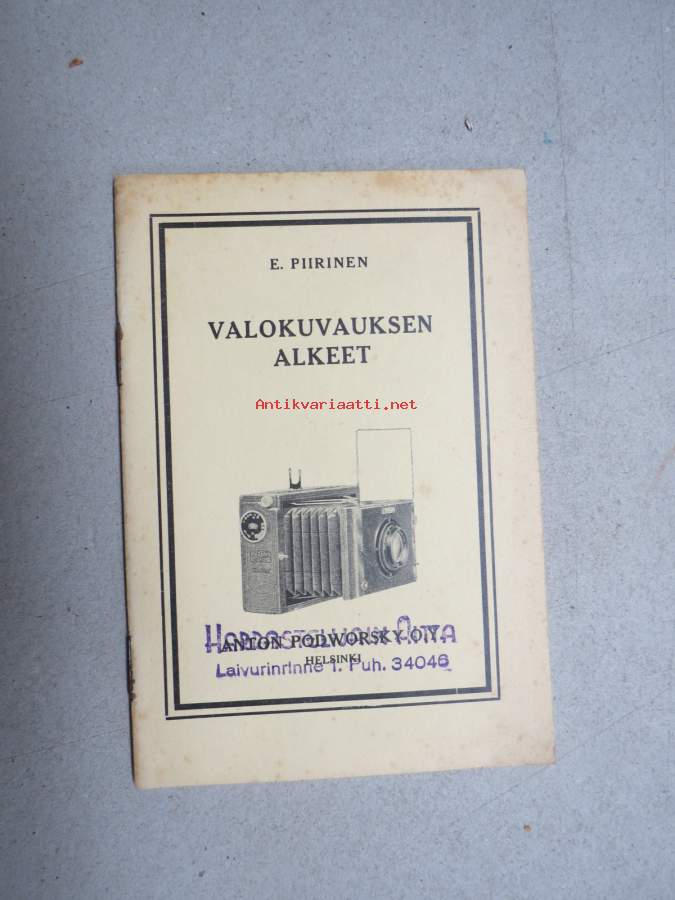 E. PIIRINEN
VALOKUVAUKSEN
ALKEET
Antikvariaatti.net
ANTON PODWORSKY O.Y.
HELSINKI
Laivurinrinne 1. Puh. 34046